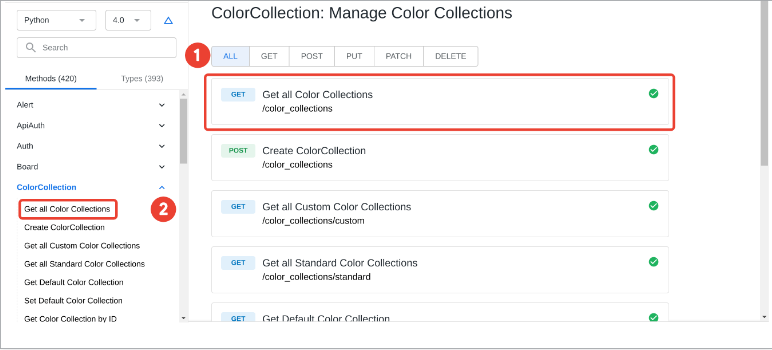 Python
4.0
Search
Methods (420)
Types (393)
Alert
ApiAuth
Auth
Board
ColorCollection
Get all Color Collections
Create ColorCollection
Get all Custom Color Collections
Get all Standard Color Collections
Get Default Color Collection
Set Default Color Collection
Get Color Collection by ID
2
ColorCollection: Manage Color Collections
1
ALL
GET
POST
PUT
PATCH
DELETE
GET
Get all Color Collections
/color_collections
POST
Create ColorCollection
/color_collections
GET
Get all Custom Color Collections
/color_collections/custom
GET
Get all Standard Color Collections
/color_collections/standard
GET
Get Default Color Collection